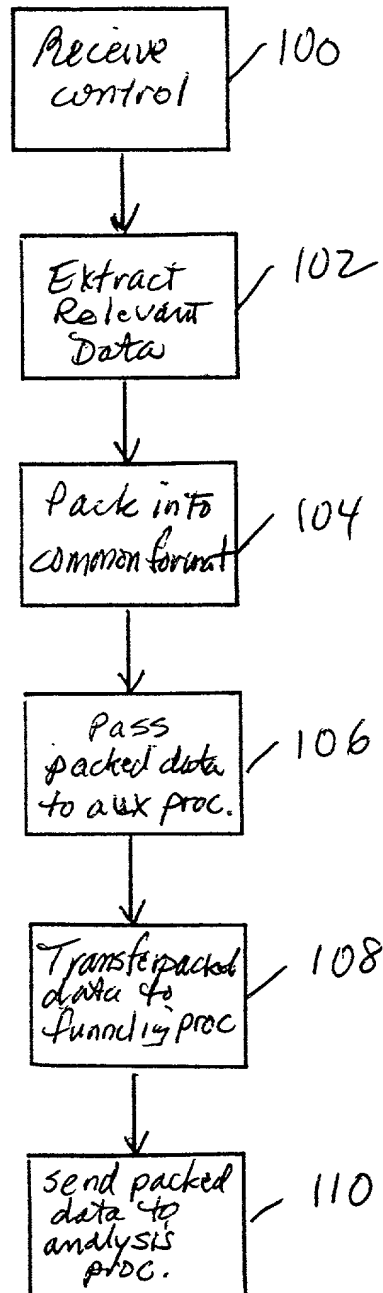 Receive
control
100
Extract
Relevant
Data
102
Pack into
common format
104
Pass
packed data
to aux proc.
106
Transfer packed
data to
funneling proc
108
send packed
data to
analysis
proc.
110